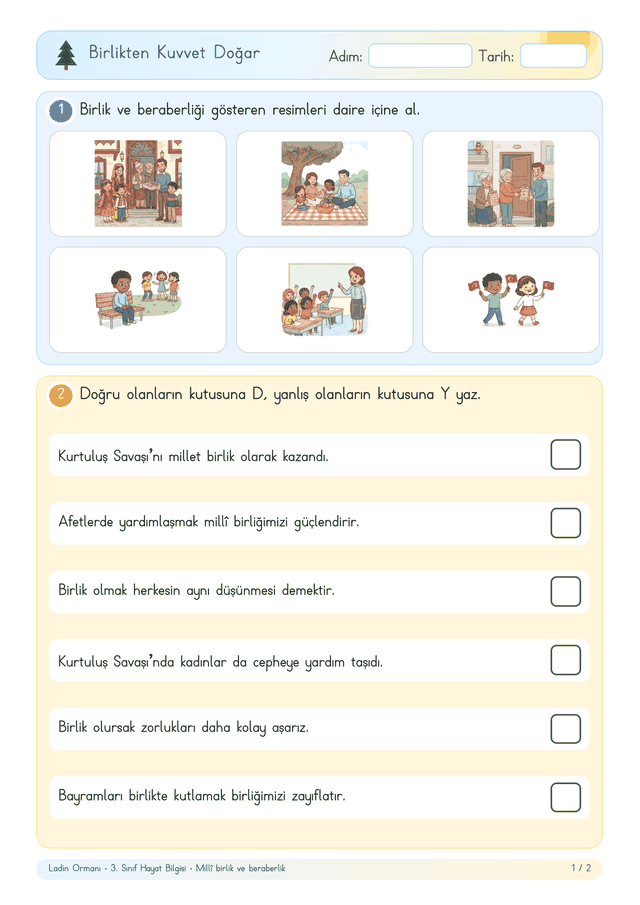 Birlikten Kuvvet Doğar
Adım:
Tarih:
1 Birlik ve beraberliği gösteren resimleri daire içine al.
2 Doğru olanların kutusuna D, yanlış olanların kutusuna Y yaz.
Kurtuluş Savaşı'nı millet birlik olarak kazandı.
Afetlerde yardımlaşmak millî birliğimizi güçlendirir.
Birlik olmak herkesin aynı düşünmesi demektir.
Kurtuluş Savaşı'nda kadınlar da cepheye yardım taşıdı.
Birlik olursak zorlukları daha kolay aşarız.
Bayramları birlikte kutlamak birliğimizi zayıflatır.
Ladin Ormanı • 3. Sınıf Hayat Bilgisi • Millî birlik ve beraberlik
1 / 2